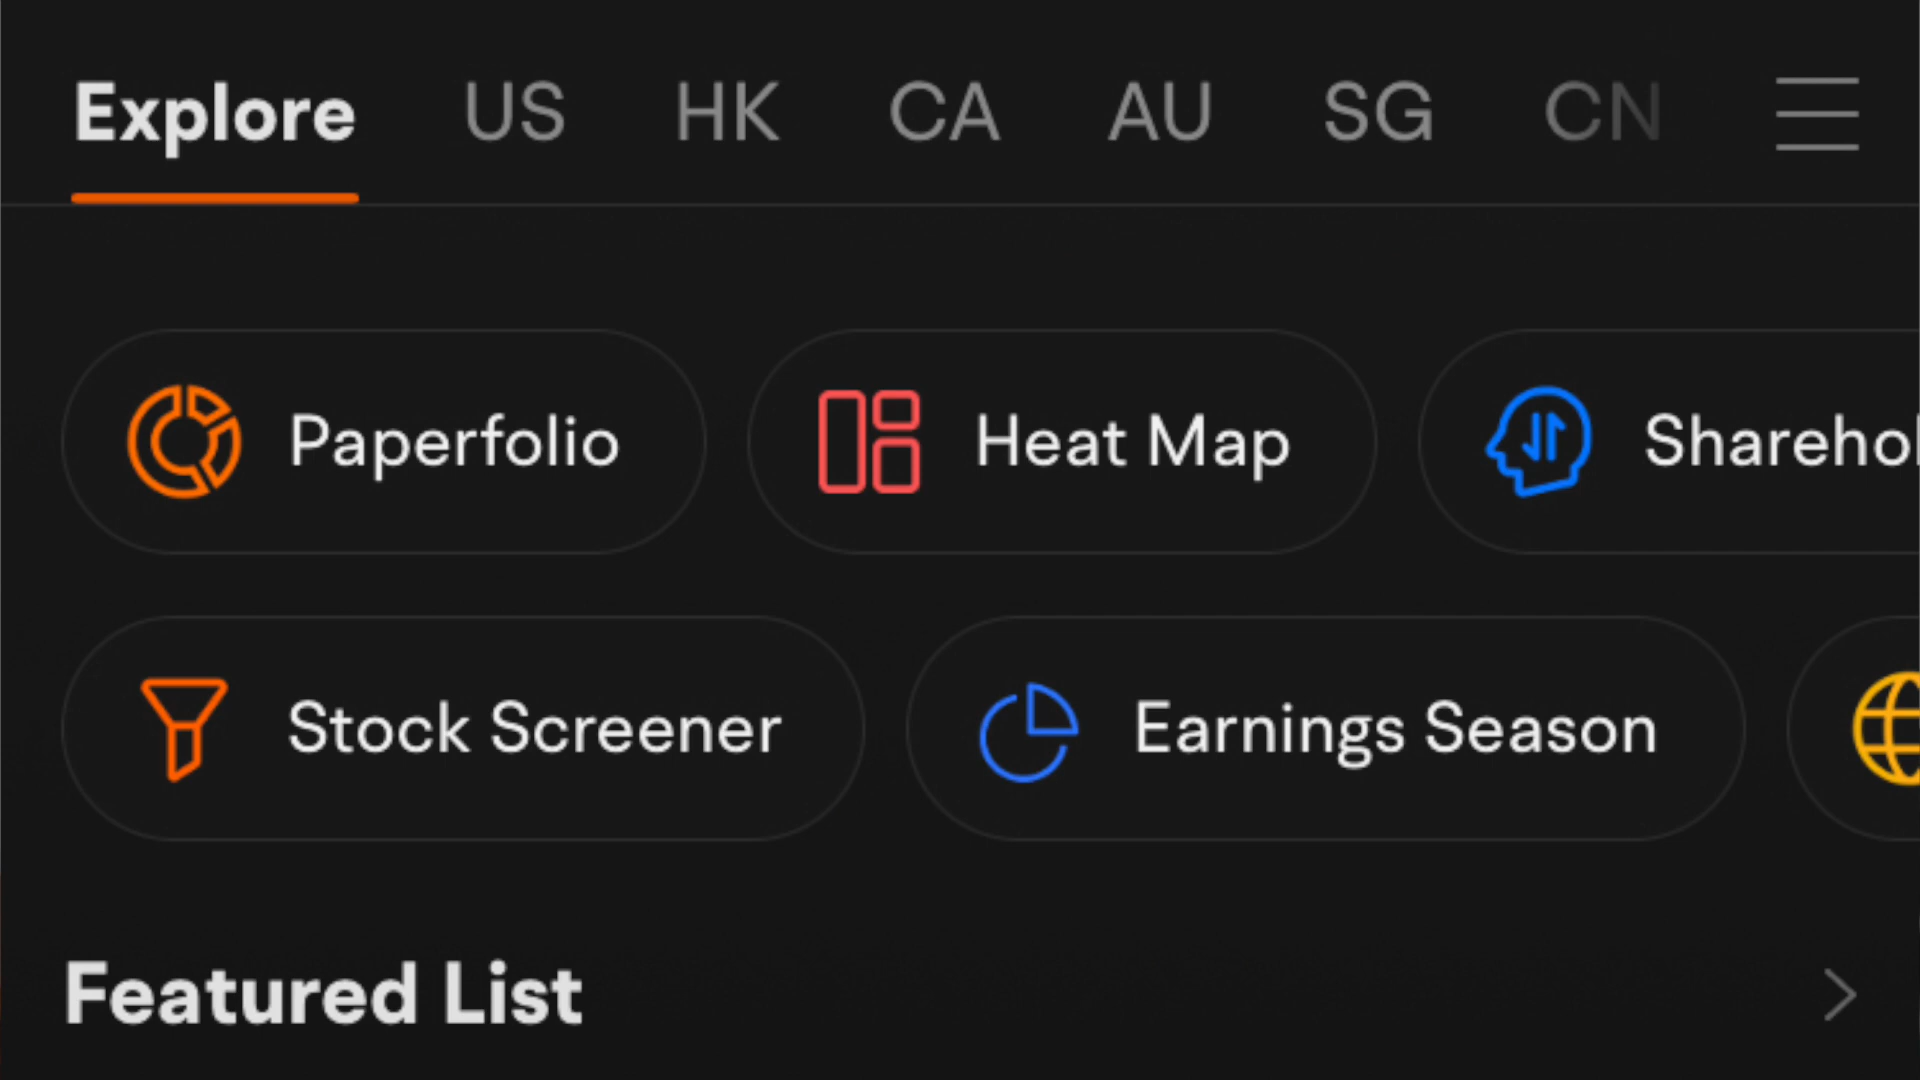 Explore US HK CA AU SG CN
Paperfolio Heat Map
Stock Screener Earnings Season
Featured List